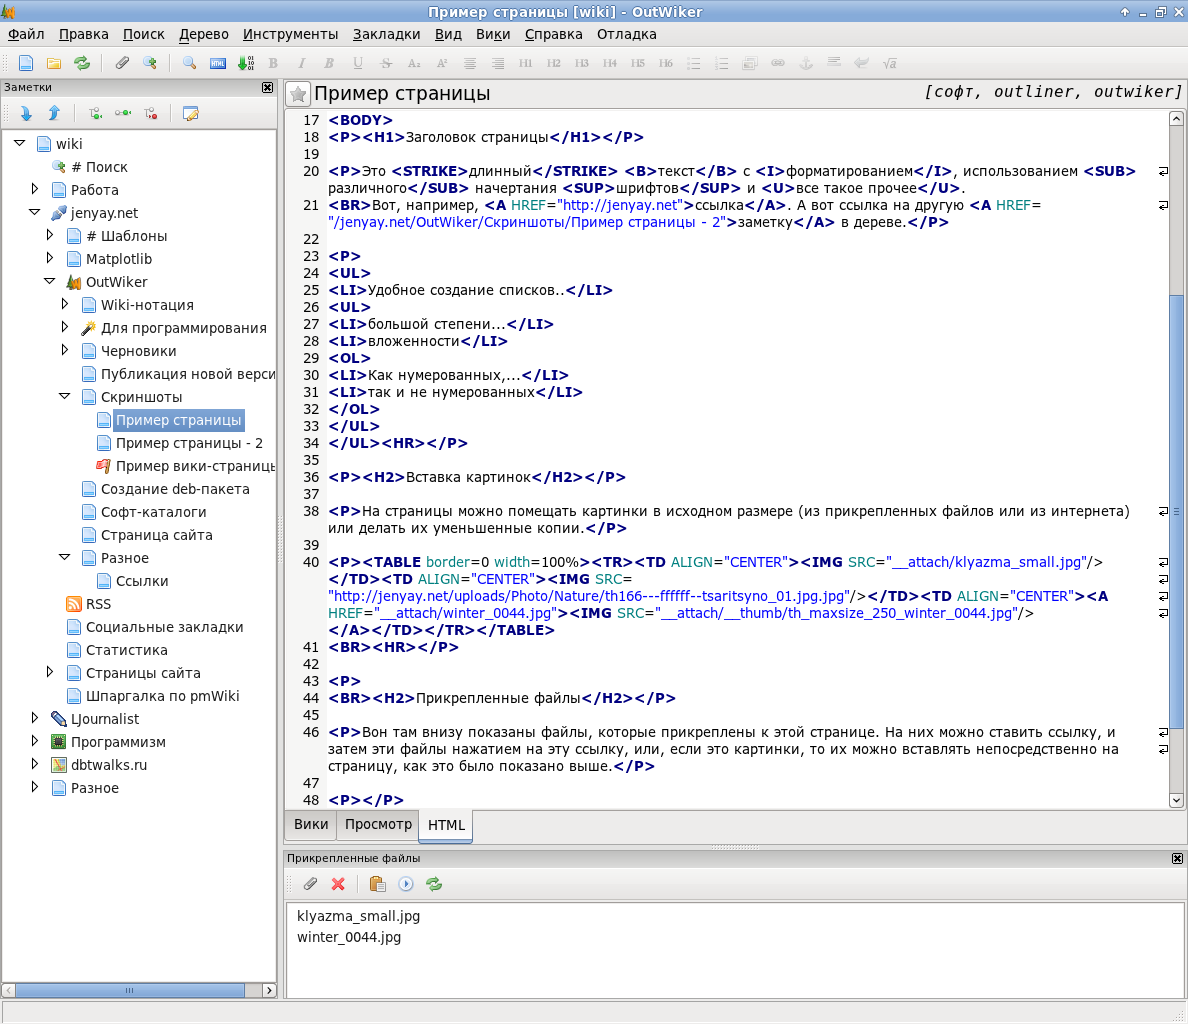 Пример страницы [wiki] - OutWiker
Файл Правка Поиск Дерево Инструменты Закладки Вид Вики Справка Отладка
B I U S H1 H2 H3 H4 H5 H6 √a
Заметки
wiki
# Поиск
Работа
jenyay.net
# Шаблоны
Matplotlib
OutWiker
Wiki-нотация
Для программирования
Черновики
Публикация новой верси
Скриншоты
Пример страницы
Пример страницы - 2
Пример вики-страницы
Создание deb-пакета
Софт-каталоги
Страница сайта
Разное
Ссылки
RSS
Социальные закладки
Статистика
Страницы сайта
Шпаргалка по pmWiki
LJournalist
Программизм
dbtwalks.ru
Разное
Пример страницы
[софт, outliner, outwiker]
17 <BODY>
18 <P><H1>Заголовок страницы</H1></P>
19
20 <P>Это <STRIKE>длинный</STRIKE> <B>текст</B> с <I>форматированием</I>, использованием <SUB>
различного</SUB> начертания <SUP>шрифтов</SUP> и <U>все такое прочее</U>.
21 <BR>Вот, например, <A HREF="http://jenyay.net">ссылка</A>. А вот ссылка на другую <A HREF=
"/jenyay.net/OutWiker/Скриншоты/Пример страницы - 2">заметку</A> в дереве.</P>
22
23 <P>
24 <UL>
25 <LI>Удобное создание списков..</LI>
26 <UL>
27 <LI>большой степени...</LI>
28 <LI>вложенности</LI>
29 <OL>
30 <LI>Как нумерованных,...</LI>
31 <LI>так и не нумерованных</LI>
32 </OL>
33 </UL>
34 </UL><HR></P>
35
36 <P><H2>Вставка картинок</H2></P>
37
38 <P>На страницы можно помещать картинки в исходном размере (из прикрепленных файлов или из интернета)
или делать их уменьшенные копии.</P>
39
40 <P><TABLE border=0 width=100%><TR><TD ALIGN="CENTER"><IMG SRC="__attach/klyazma_small.jpg"/>
</TD><TD ALIGN="CENTER"><IMG SRC=
"http://jenyay.net/uploads/Photo/Nature/th166---ffffff--tsaritsyno_01.jpg.jpg"/></TD><TD ALIGN="CENTER"><A
HREF="__attach/winter_0044.jpg"><IMG SRC="__attach/__thumb/th_maxsize_250_winter_0044.jpg"/>
</A></TD></TR></TABLE>
41 <BR><HR></P>
42
43 <P>
44 <BR><H2>Прикрепленные файлы</H2></P>
45
46 <P>Вон там внизу показаны файлы, которые прикреплены к этой странице. На них можно ставить ссылку, и
затем эти файлы нажатием на эту ссылку, или, если это картинки, то их можно вставлять непосредственно на
страницу, как это было показано выше.</P>
47
48 <P></P>
Вики Просмотр HTML
Прикрепленные файлы
klyazma_small.jpg
winter_0044.jpg